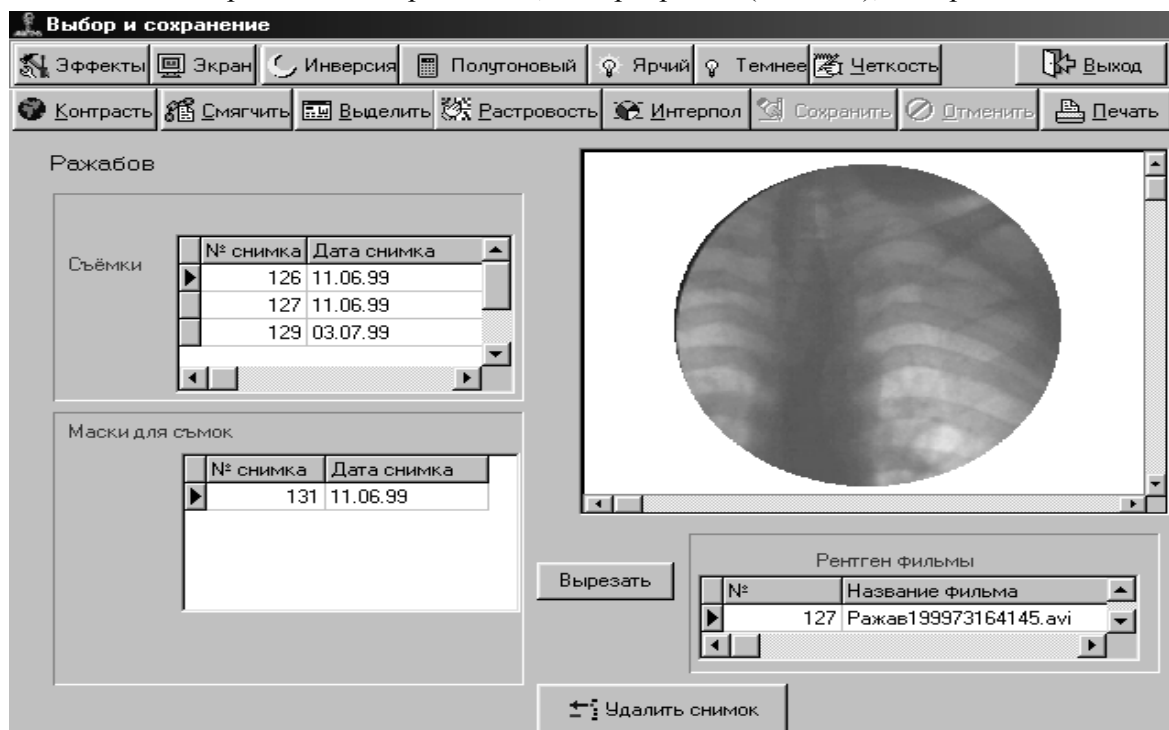 Выбор и сохранение
Эффекты Экран Инверсия Полутоновый Ярчий Темнее Четкость Выход
Контрасть Смягчить Выделить Растровость Интерпол Сохранить Отменить Печать
Ражабов
Съёмки
№ снимка Дата снимка
126 11.06.99
127 11.06.99
129 03.07.99
Маски для съмок
№ снимка Дата снимка
131 11.06.99
Вырезать
Рентген фильмы
№ Название фильма
127 Ражав199973164145.avi
Удалить снимок